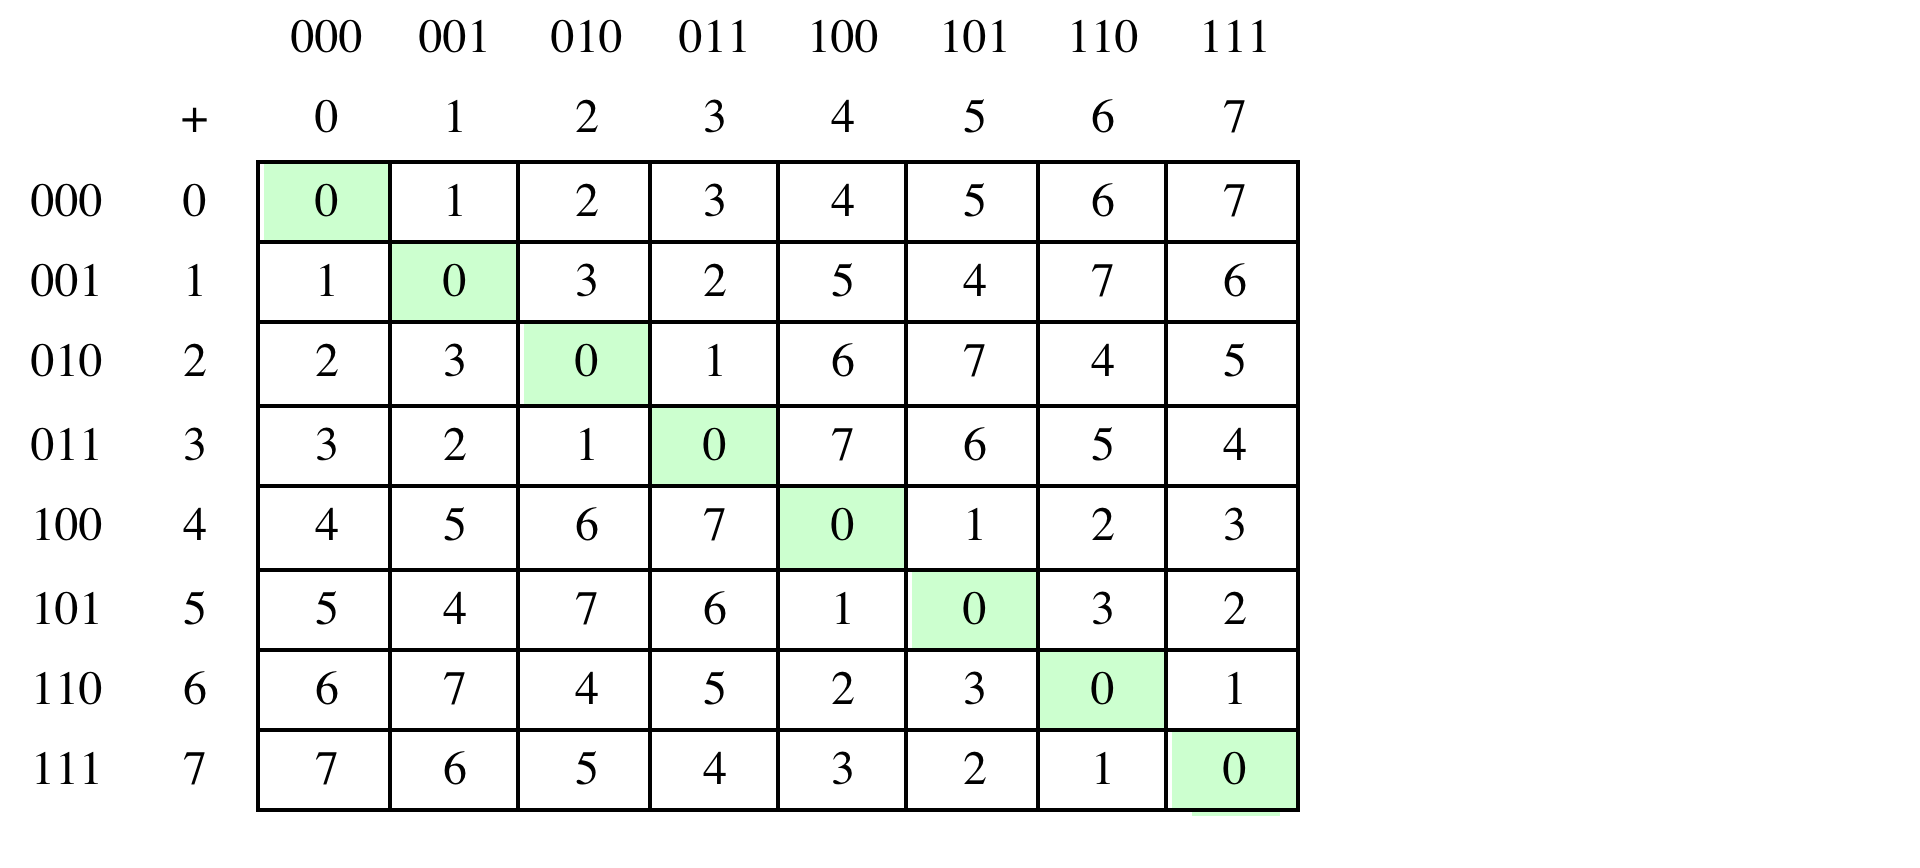 000 001 010 011 100 101 110 111
+ 0 1 2 3 4 5 6 7
000 0 0 1 2 3 4 5 6 7
001 1 1 0 3 2 5 4 7 6
010 2 2 3 0 1 6 7 4 5
011 3 3 2 1 0 7 6 5 4
100 4 4 5 6 7 0 1 2 3
101 5 5 4 7 6 1 0 3 2
110 6 6 7 4 5 2 3 0 1
111 7 7 6 5 4 3 2 1 0